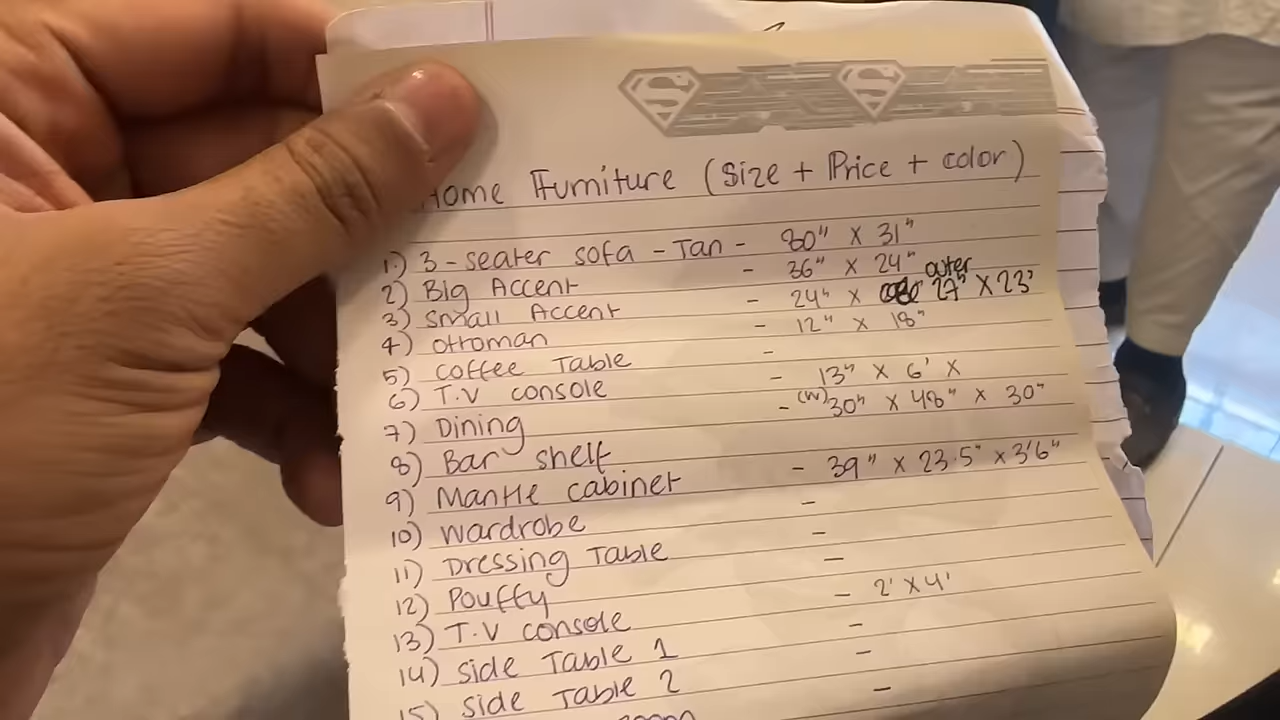 Home Furniture (Size + Price + color)
1) 3-seater sofa - Tan - 80" x 31"
2) Big Accent - 36" x 24"
3) Small Accent - 24" x outer 27" x 23'
4) ottoman - 12" x 18"
5) coffee Table -
6) T.V console - 13" x 6' x
7) Dining - (W)30" x 48" x 30"
8) Bar shelf
9) Mantle cabinet - 39" x 23.5" x 3'6"
10) wardrobe -
11) Dressing Table -
12) Pouffy -
13) T.V console - 2' x 4'
14) side Table 1 -
15) side Table 2 -